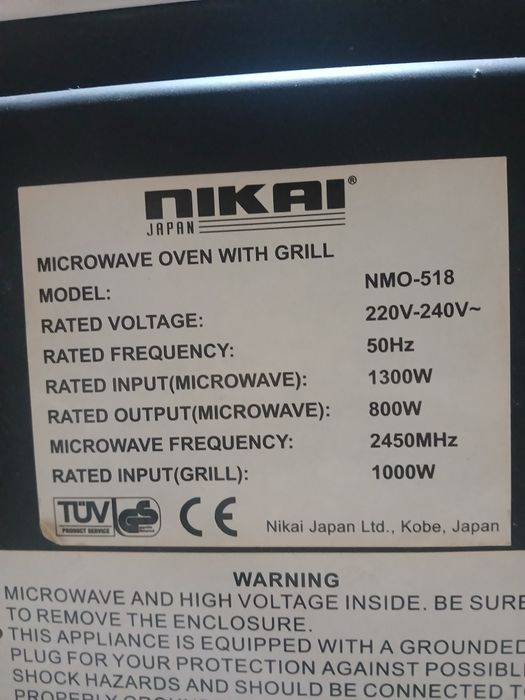 NIKAI®
JAPAN
MICROWAVE OVEN WITH GRILL
MODEL: NMO-518
RATED VOLTAGE: 220V-240V~
RATED FREQUENCY: 50Hz
RATED INPUT(MICROWAVE): 1300W
RATED OUTPUT(MICROWAVE): 800W
MICROWAVE FREQUENCY: 2450MHz
RATED INPUT(GRILL): 1000W
TÜV GS CE Nikai Japan Ltd., Kobe, Japan
PRODUCT SERVICE
WARNING
MICROWAVE AND HIGH VOLTAGE INSIDE. BE SURE
TO REMOVE THE ENCLOSURE.
THIS APPLIANCE IS EQUIPPED WITH A GROUNDED
PLUG FOR YOUR PROTECTION AGAINST POSSIBL
SHOCK HAZARDS AND SHOULD BE CONNECTED T